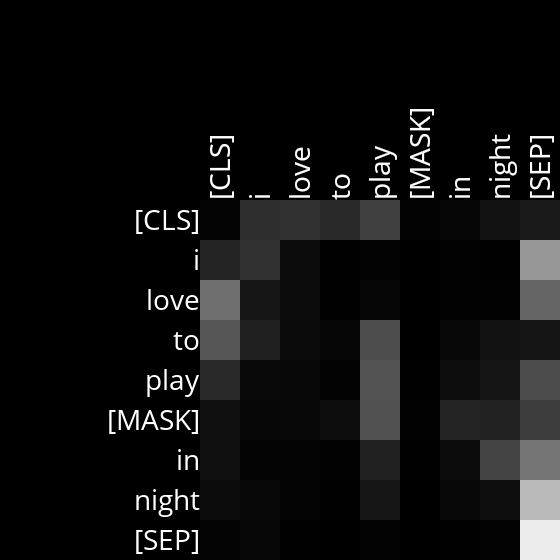 [CLS] i love to play [MASK] in night [SEP]
[CLS]
i
love
to
play
[MASK]
in
night
[SEP]